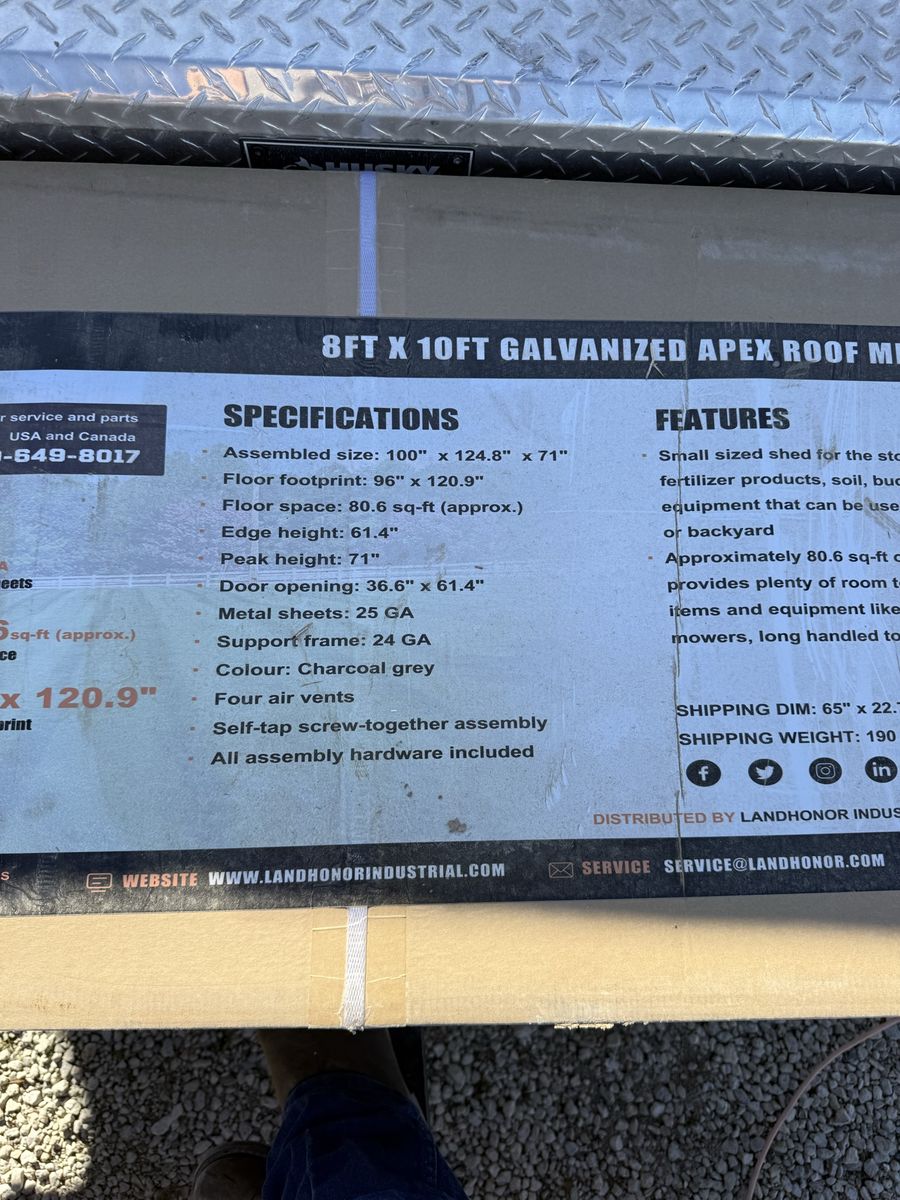 HUSKY
8FT X 10FT GALVANIZED APEX ROOF
r service and parts
USA and Canada
-649-8017
eets
sq-ft (approx.)
ce
x 120.9"
rint
SPECIFICATIONS
Assembled size: 100" x 124.8" x 71"
Floor footprint: 96" x 120.9"
Floor space: 80.6 sq-ft (approx.)
Edge height: 61.4"
Peak height: 71"
Door opening: 36.6" x 61.4"
Metal sheets: 25 GA
Support frame: 24 GA
Colour: Charcoal grey
Four air vents
Self-tap screw-together assembly
All assembly hardware included
FEATURES
Small sized shed for the sto
fertilizer products, soil, buc
equipment that can be use
or backyard
Approximately 80.6 sq-ft
provides plenty of room t
items and equipment like
mowers, long handled to
SHIPPING DIM: 65" x 22.
SHIPPING WEIGHT: 190
f
in
DISTRIBUTED BY LANDHONOR INDUS
S
WEBSITE WWW.LANDHONORINDUSTRIAL.COM
SERVICE SERVICE@LANDHONOR.COM